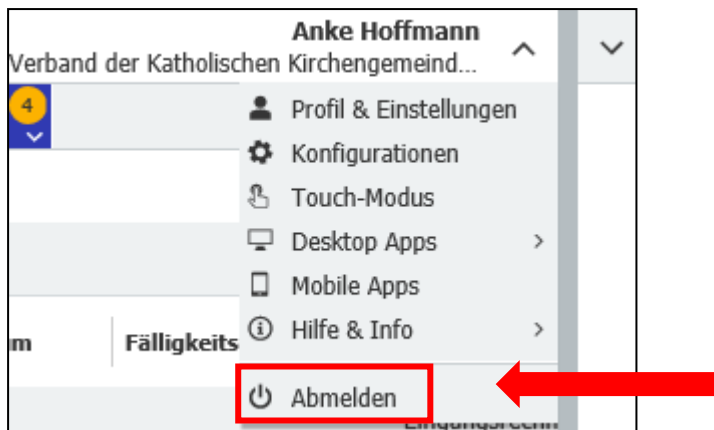 Anke Hoffmann
Verband der Katholischen Kirchengemeind...
4
Profil & Einstellungen
Konfigurationen
Touch-Modus
Desktop Apps
Mobile Apps
um Fälligkeits
Hilfe & Info
Abmelden